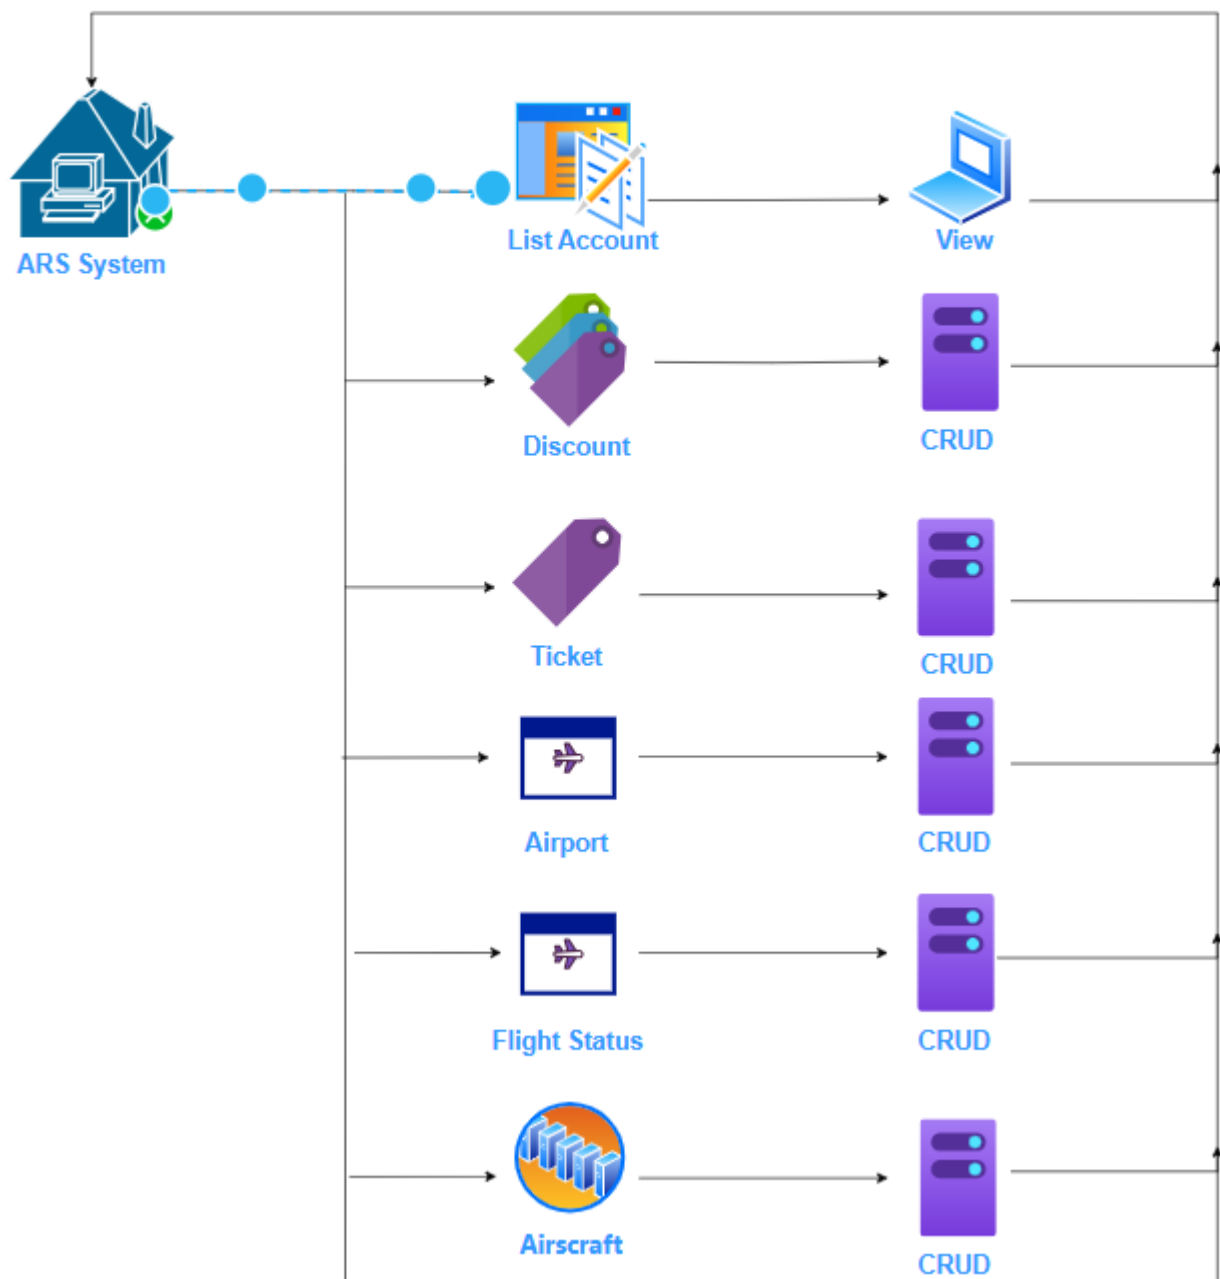 ARS System
List Account
View
Discount
CRUD
Ticket
CRUD
Airport
CRUD
Flight Status
CRUD
Airscraft
CRUD